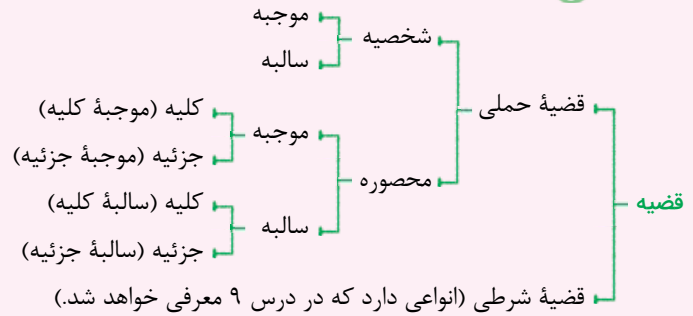 قضیه
قضیهٔ حملی
شخصیه
موجبه
سالبه
محصوره
موجبه
کلیه (موجبهٔ کلیه)
جزئیه (موجبهٔ جزئیه)
سالبه
کلیه (سالبهٔ کلیه)
جزئیه (سالبهٔ جزئیه)
قضیهٔ شرطی (انواعی دارد که در درس ۹ معرفی خواهد شد.)